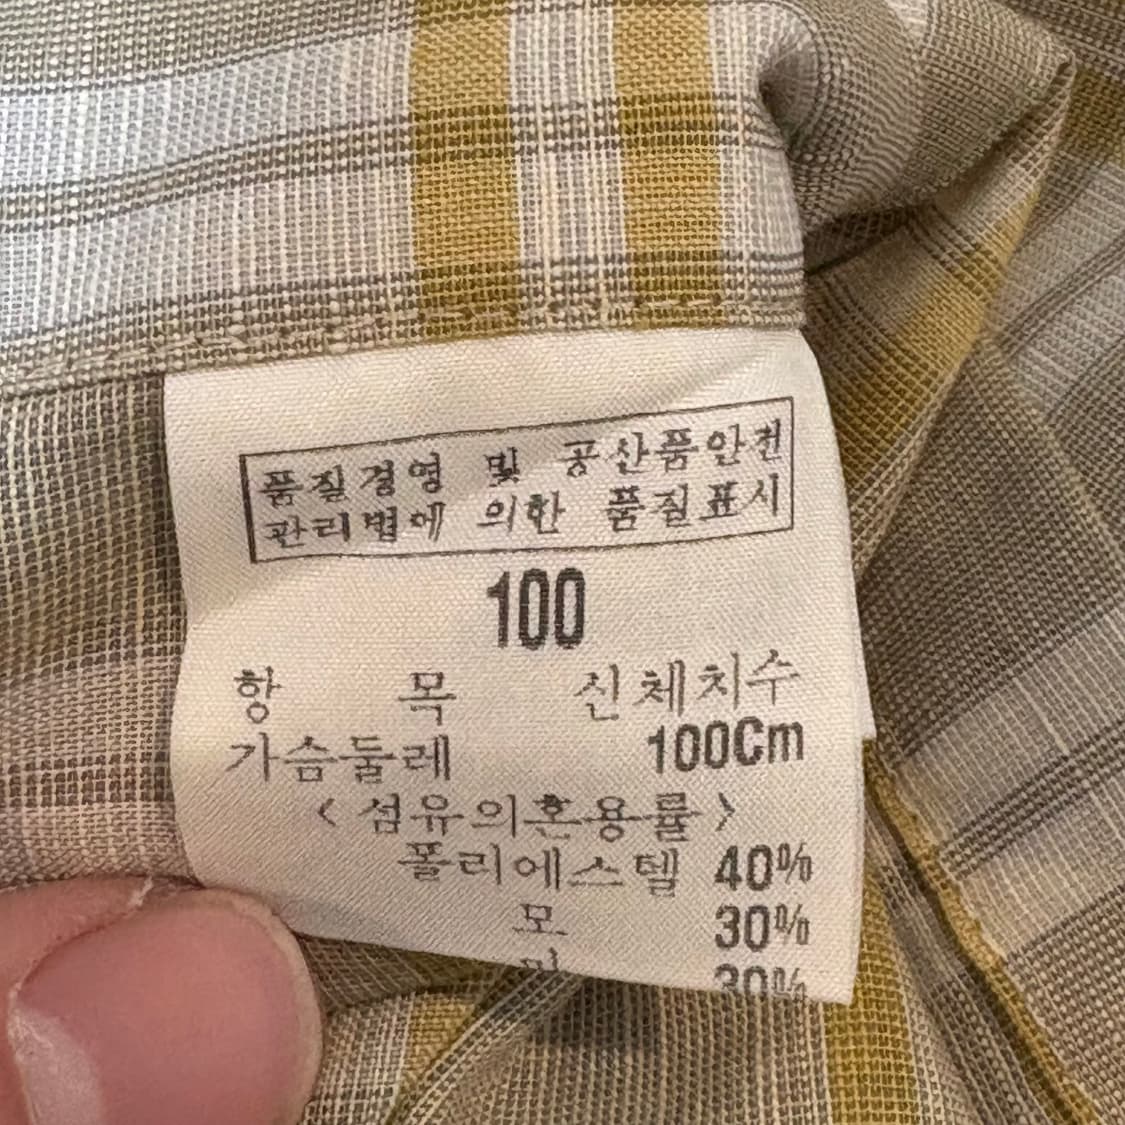 품질경영 및 공산품안전
관리법에 의한 품질표시
100
항 목 신체치수
가슴둘레 100Cm
<섬유의혼용률>
폴리에스텔 40%
모 30%
30%